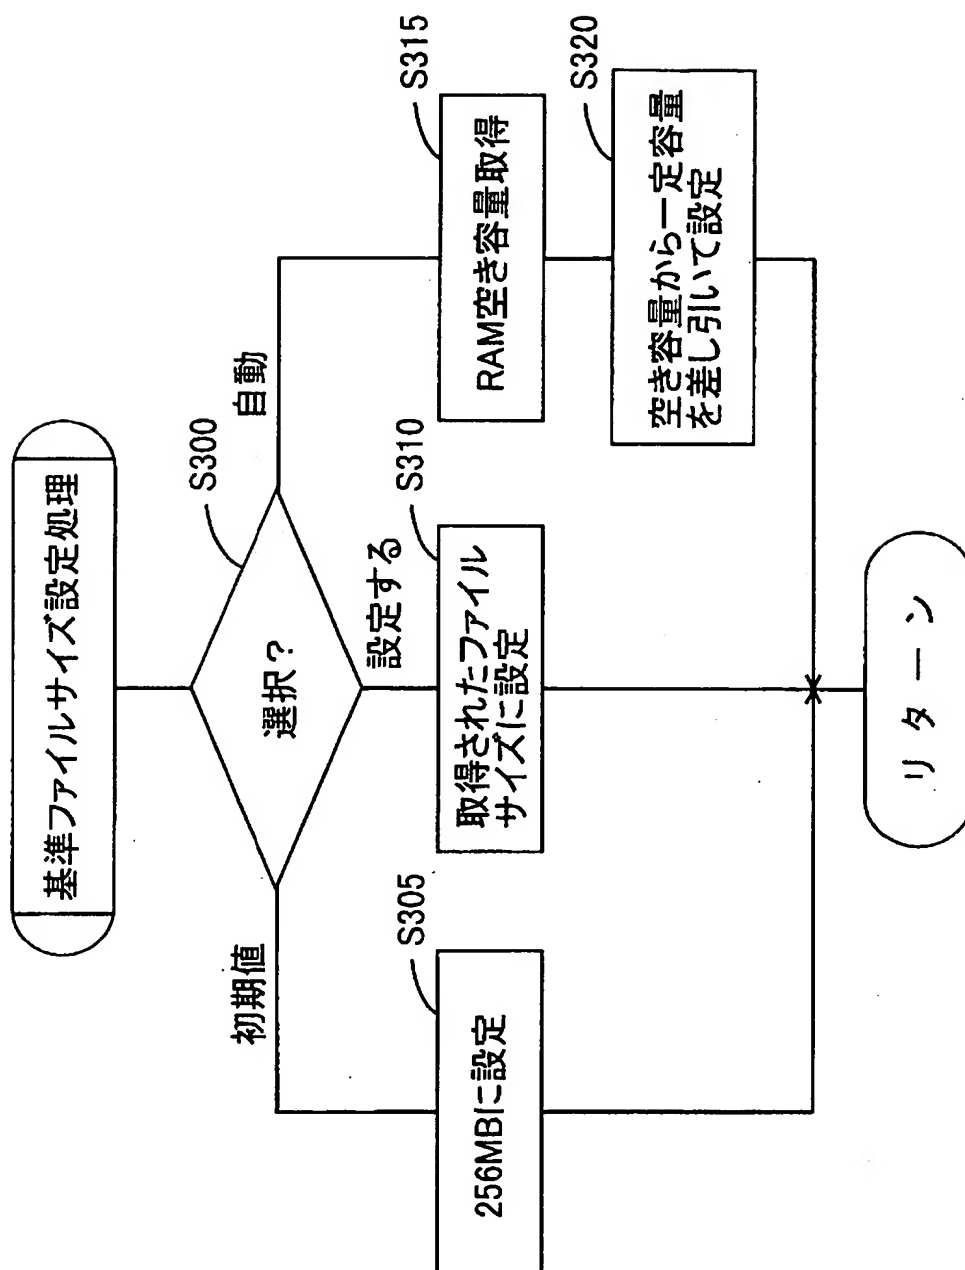 基準ファイルサイズ設定処理
S300
選択?
初期値
設定する
自動
S305
256MBに設定
S310
取得されたファイル
サイズに設定
S315
RAM空き容量取得
S320
空き容量から一定容量
を差し引いて設定
リターン